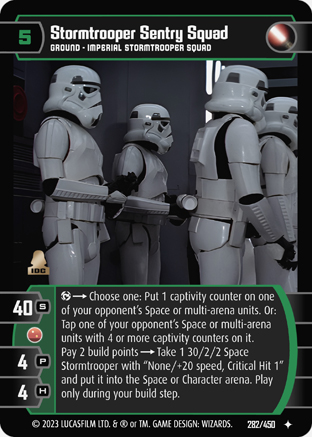 5
Stormtrooper Sentry Squad
GROUND · IMPERIAL STORMTROOPER SQUAD
IDC
40 S
4 P
4 H
→ Choose one: Put 1 captivity counter on one
of your opponent's Space or multi-arena units. Or:
Tap one of your opponent's Space or multi-arena
units with 4 or more captivity counters on it.
Pay 2 build points → Take 1 30/2/2 Space
Stormtrooper with "None/+20 speed, Critical Hit 1"
and put it into the Space or Character arena. Play
only during your build step.
© 2023 LUCASFILM LTD. & ® or TM. GAME DESIGN: WIZARDS.
282/450